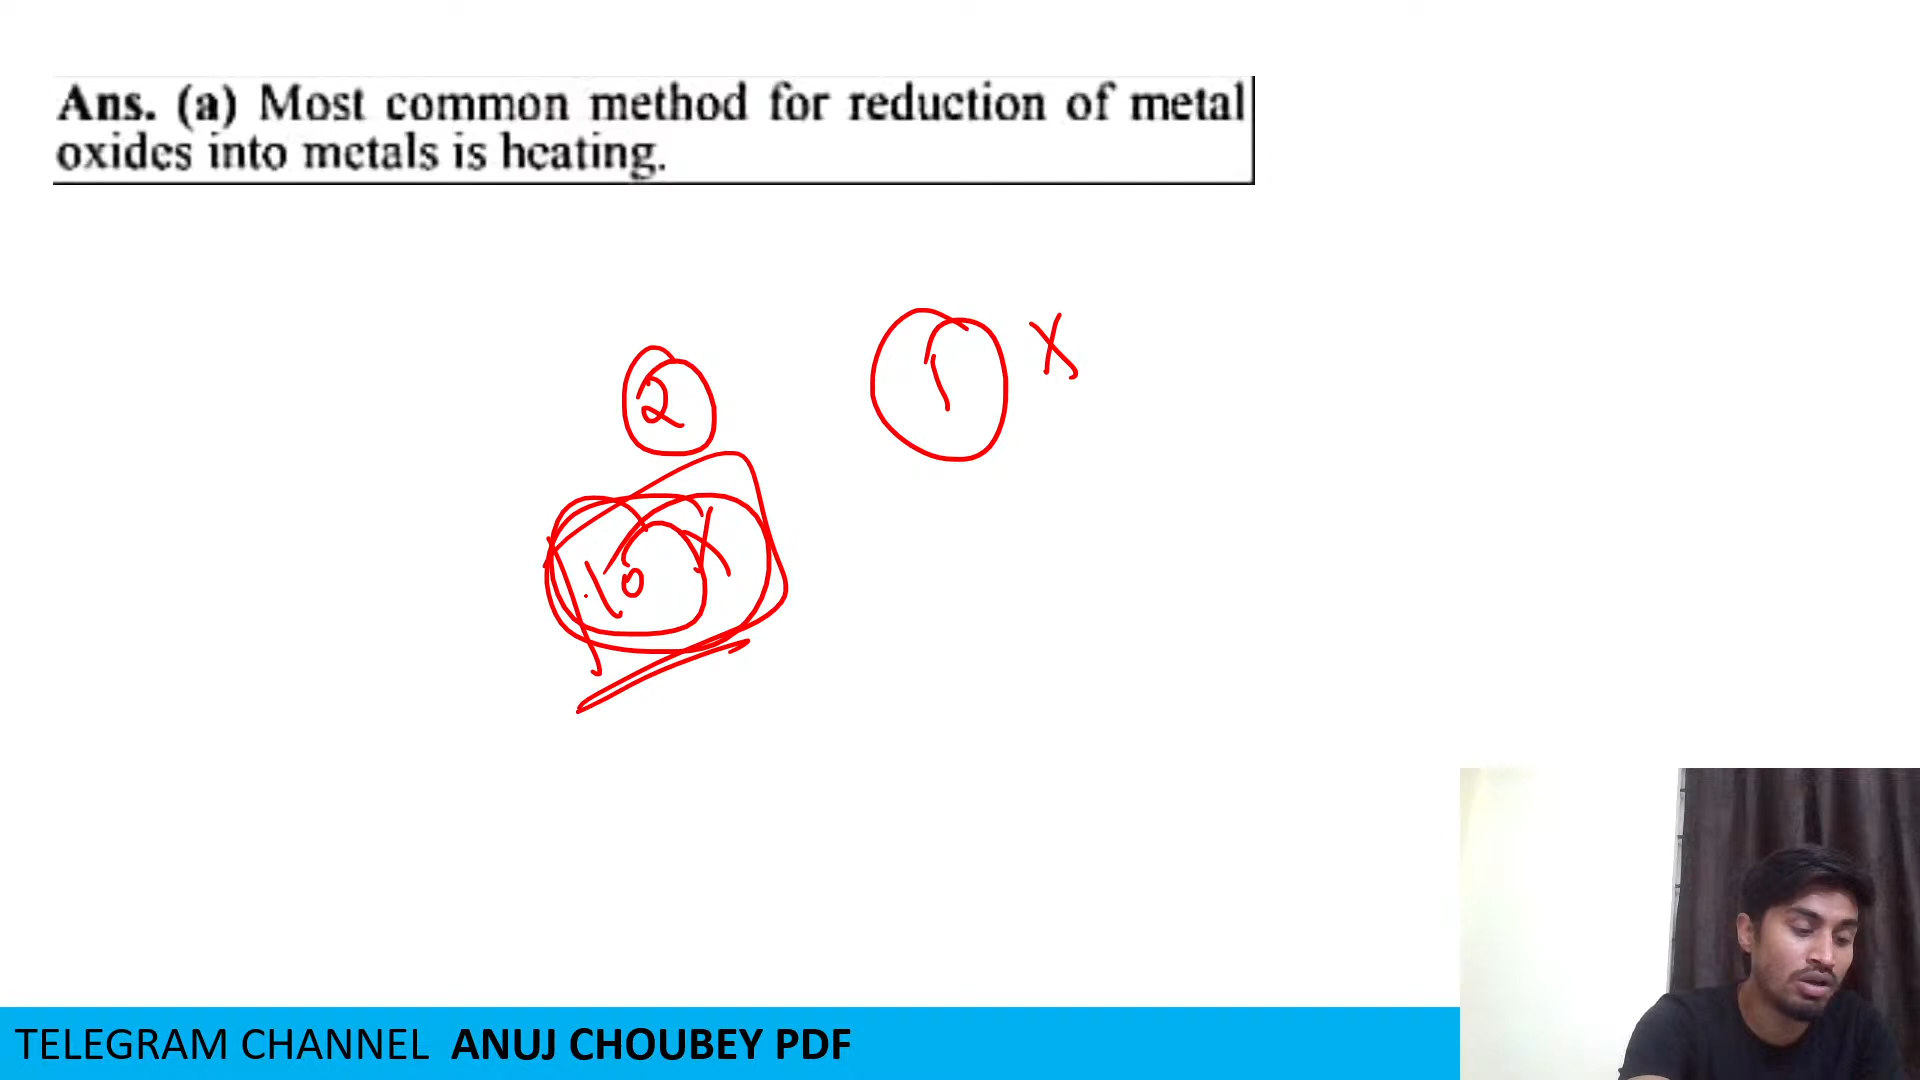 Ans. (a) Most common method for reduction of metal
oxides into metals is heating.
2
1 X
10 X
TELEGRAM CHANNEL ANUJ CHOUBEY PDF